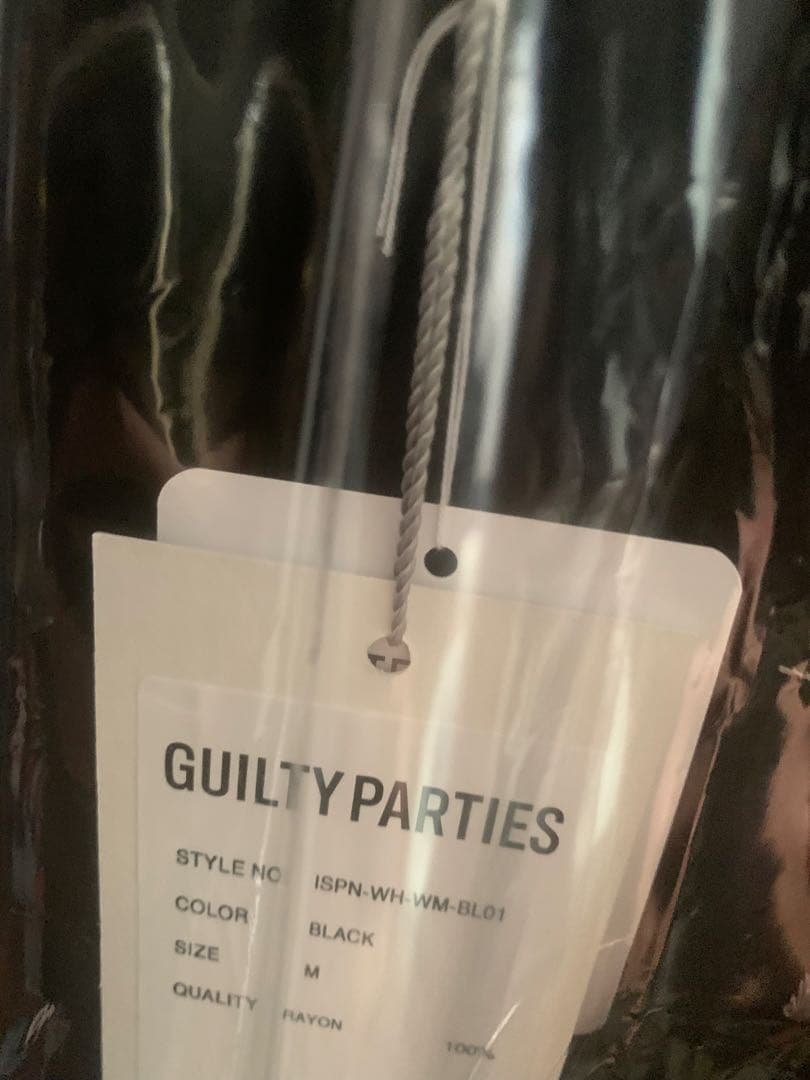 GUILTY PARTIES
STYLE NO ISPN-WH-WM-BL01
COLOR BLACK
SIZE M
QUALITY RAYON
100%